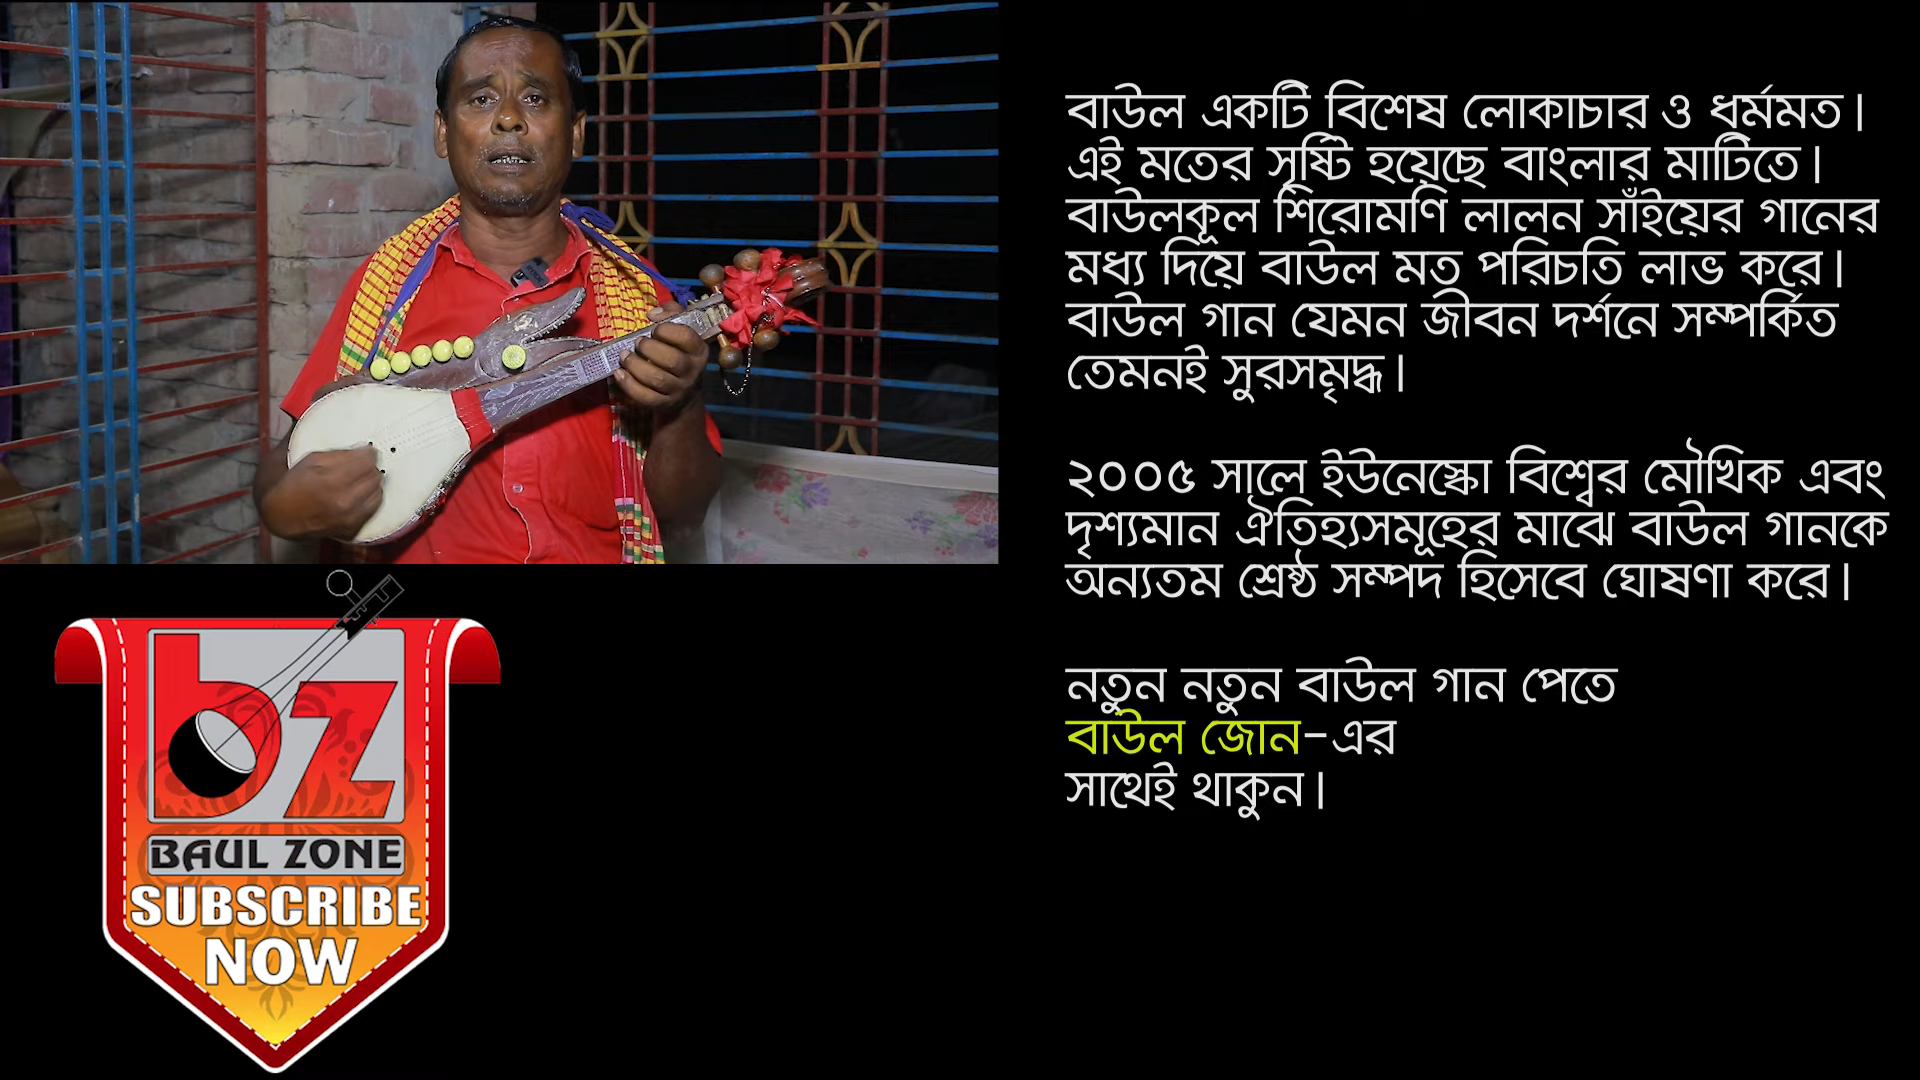 বাউল একটি বিশেষ লোকাচার ও ধর্মমত।
এই মতের সৃষ্টি হয়েছে বাংলার মাটিতে।
বাউলকূল শিরোমণি লালন সাঁইয়ের গানের
মধ্য দিয়ে বাউল মত পরিচতি লাভ করে।
বাউল গান যেমন জীবন দর্শনে সম্পর্কিত
তেমনই সুরসমৃদ্ধ।
২০০৫ সালে ইউনেস্কো বিশ্বের মৌখিক এবং
দৃশ্যমান ঐতিহ্যসমূহের মাঝে বাউল গানকে
অন্যতম শ্রেষ্ঠ সম্পদ হিসেবে ঘোষণা করে।
নতুন নতুন বাউল গান পেতে
বাউল জোন-এর
সাথেই থাকুন।
bz
BAUL ZONE
SUBSCRIBE
NOW